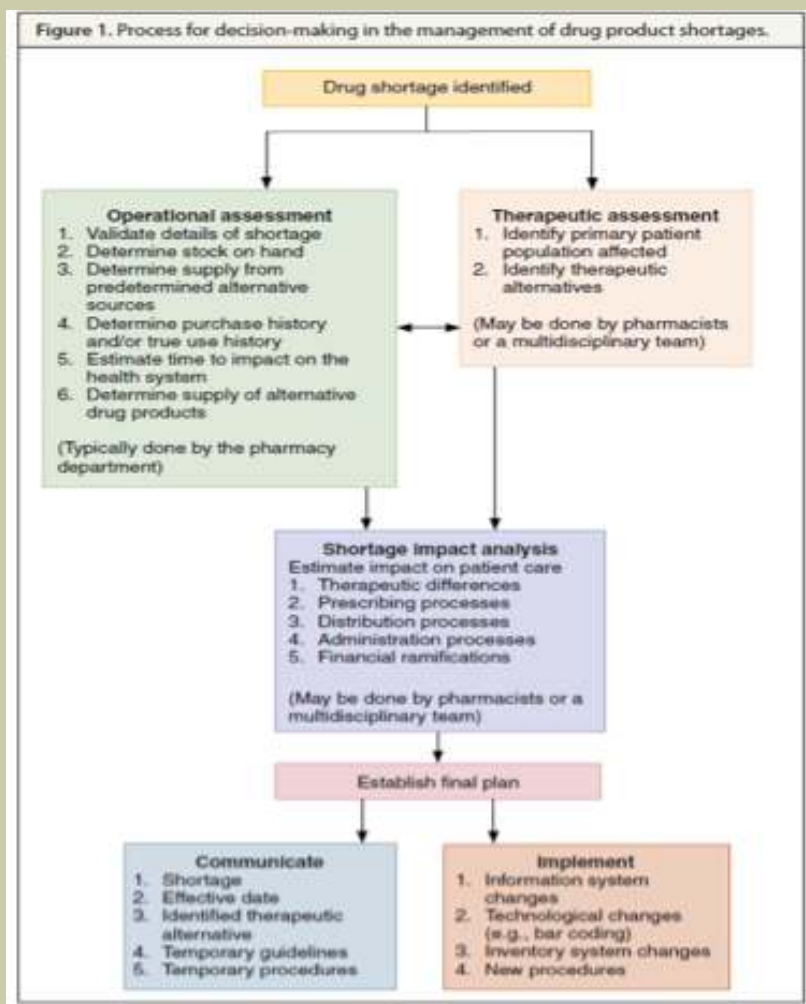 Figure 1. Process for decision-making in the management of drug product shortages.
Drug shortage identified
Operational assessment
1. Validate details of shortage
2. Determine stock on hand
3. Determine supply from
predetermined alternative
sources
4. Determine purchase history
and/or true use history
5. Estimate time to impact on the
health system
6. Determine supply of alternative
drug products
(Typically done by the pharmacy
department)
Therapeutic assessment
1. Identify primary patient
population affected
2. Identify therapeutic
alternatives
(May be done by pharmacists
or a multidisciplinary team)
Shortage impact analysis
Estimate impact on patient care
1. Therapeutic differences
2. Prescribing processes
3. Distribution processes
4. Administration processes
5. Financial ramifications
(May be done by pharmacists or a
multidisciplinary team)
Establish final plan
Communicate
1. Shortage
2. Effective date
3. Identified therapeutic
alternative
4. Temporary guidelines
5. Temporary procedures
Implement
1. Information system
changes
2. Technological changes
(e.g., bar coding)
3. Inventory system changes
4. New procedures